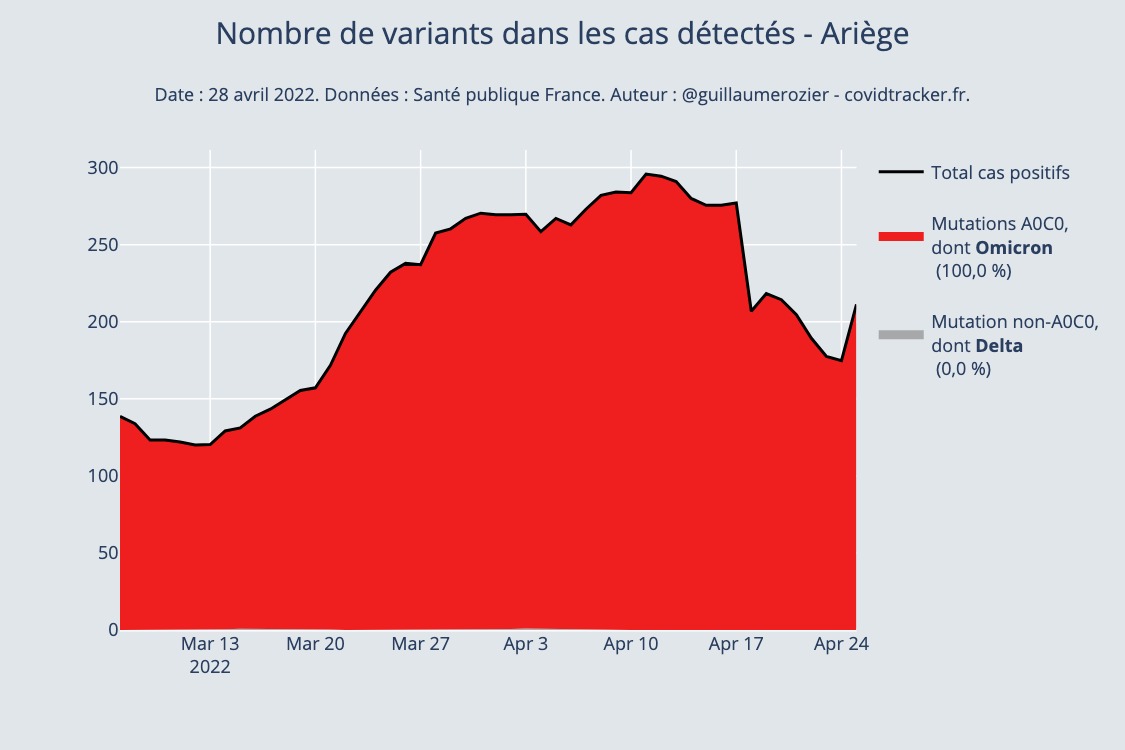 Nombre de variants dans les cas détectés - Ariège
Date : 28 avril 2022. Données : Santé publique France. Auteur : @guillaumerozier - covidtracker.fr.
300
250
200
150
100
50
0
Mar 13
2022
Mar 20
Mar 27
Apr 3
Apr 10
Apr 17
Apr 24
Total cas positifs
Mutations A0C0,
dont Omicron
(100,0 %)
Mutation non-A0C0,
dont Delta
(0,0 %)